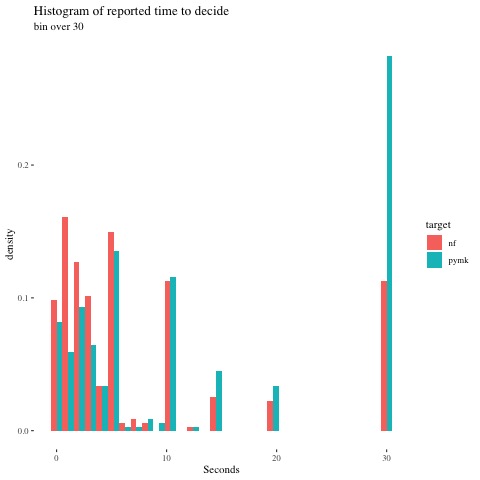 Histogram of reported time to decide
bin over 30
density
0.2
0.1
0.0
0
10
20
30
Seconds
target
nf
pymk